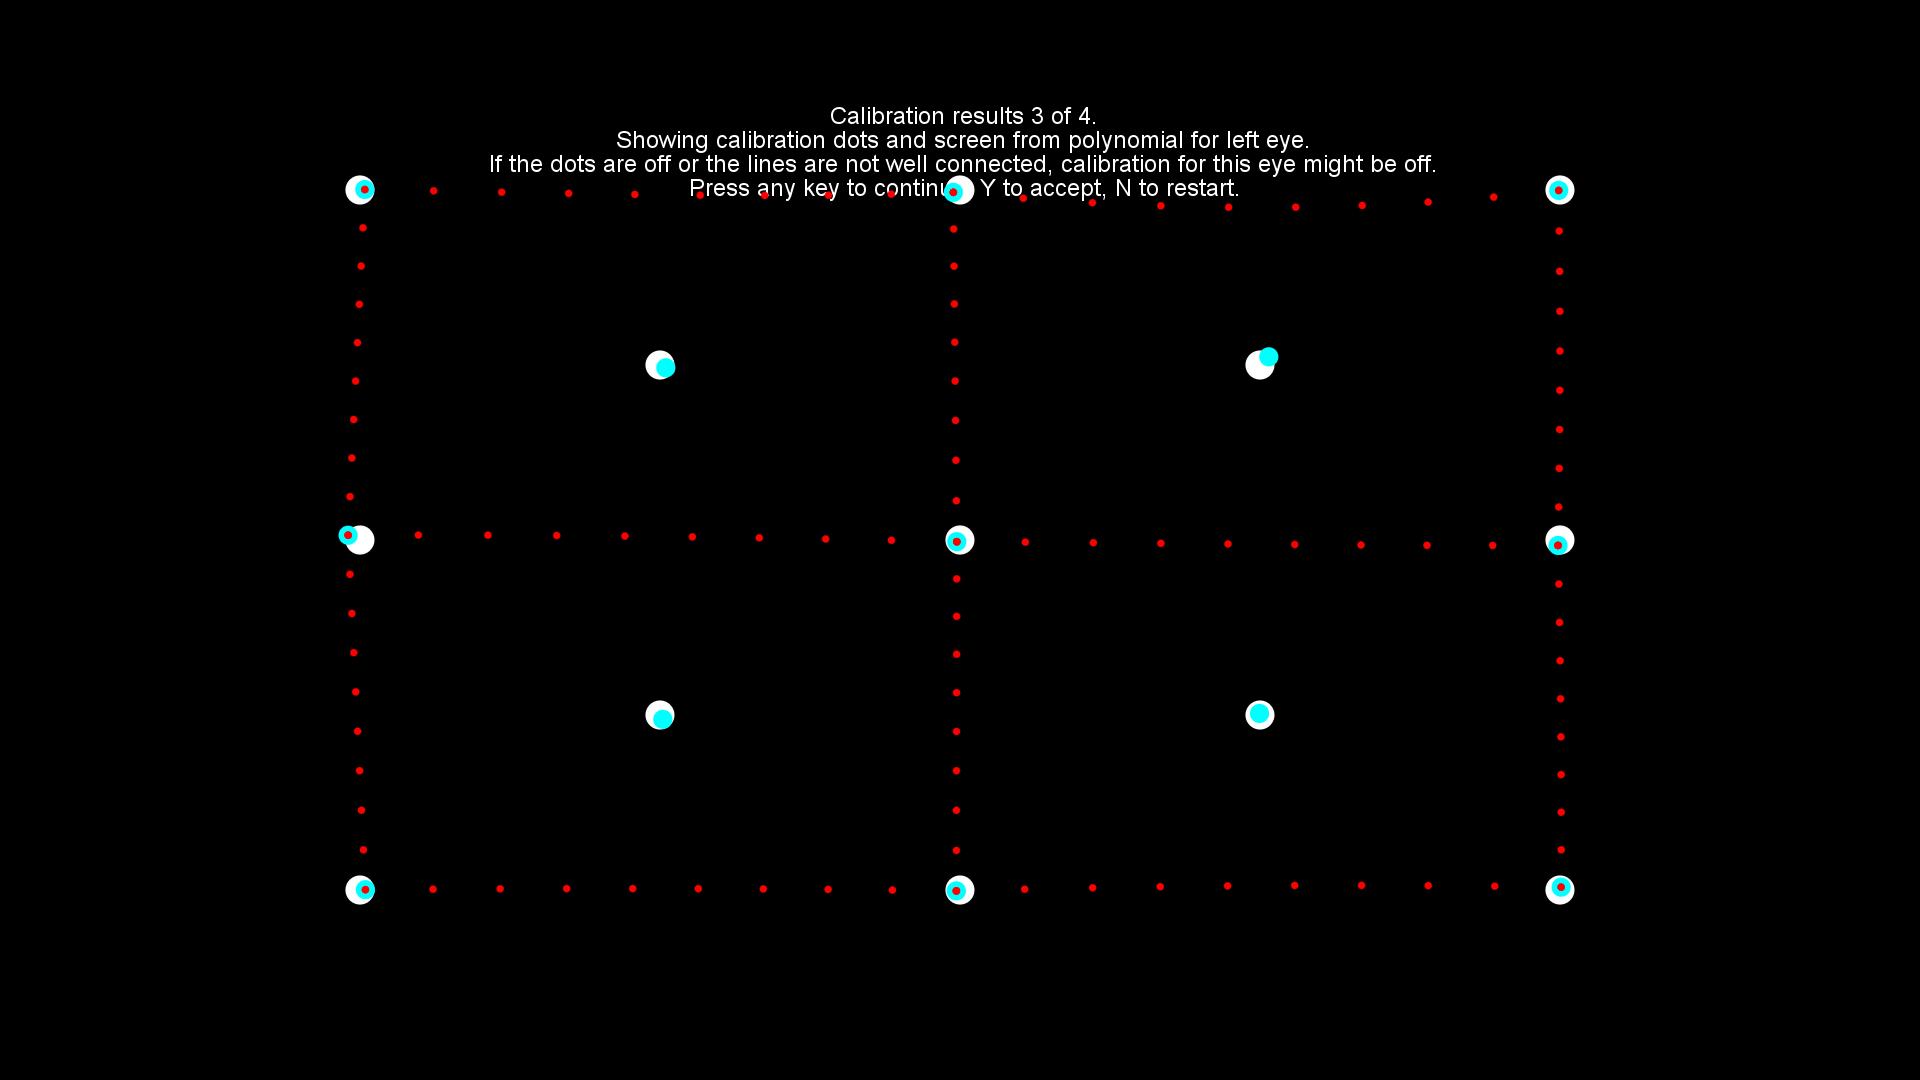 Calibration results 3 of 4.
Showing calibration dots and screen from polynomial for left eye.
If the dots are off or the lines are not well connected, calibration for this eye might be off.
Press any key to continue, Y to accept, N to restart.